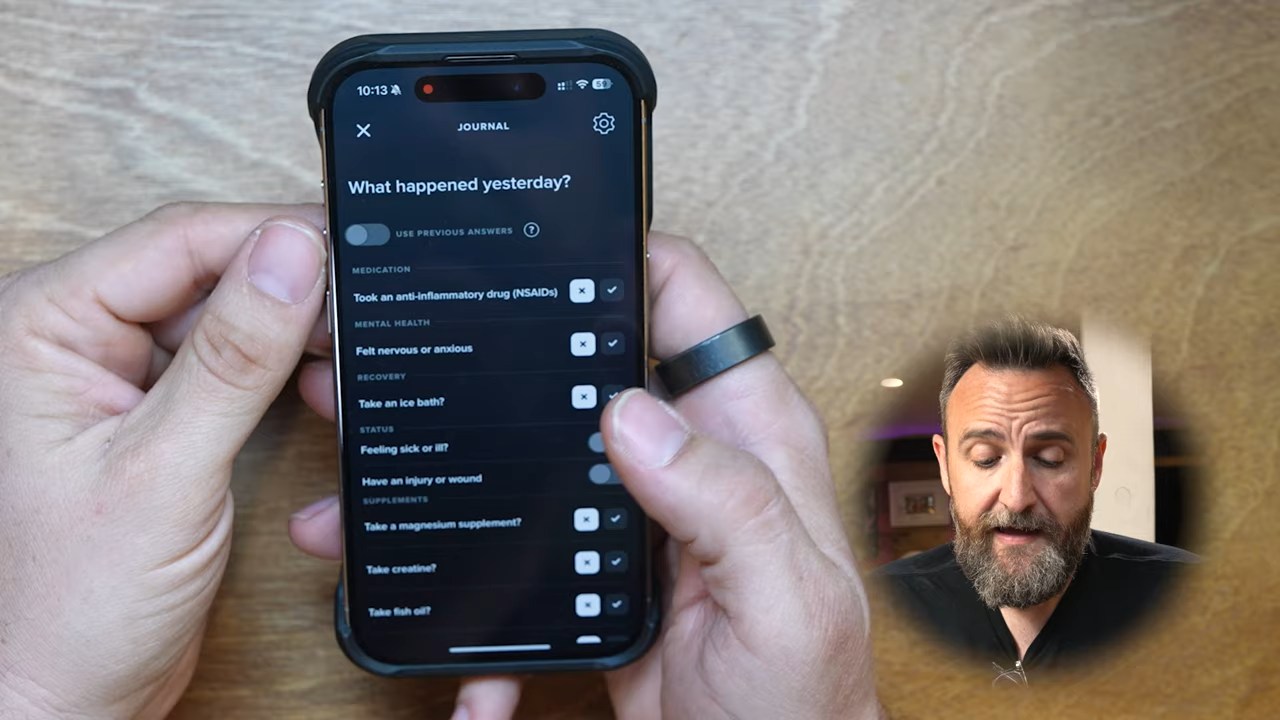 10:13
59
JOURNAL
What happened yesterday?
USE PREVIOUS ANSWERS ?
MEDICATION
Took an anti-inflammatory drug (NSAIDs)
MENTAL HEALTH
Felt nervous or anxious
RECOVERY
Take an ice bath?
STATUS
Feeling sick or ill?
Have an injury or wound
SUPPLEMENTS
Take a magnesium supplement?
Take creatine?
Take fish oil?